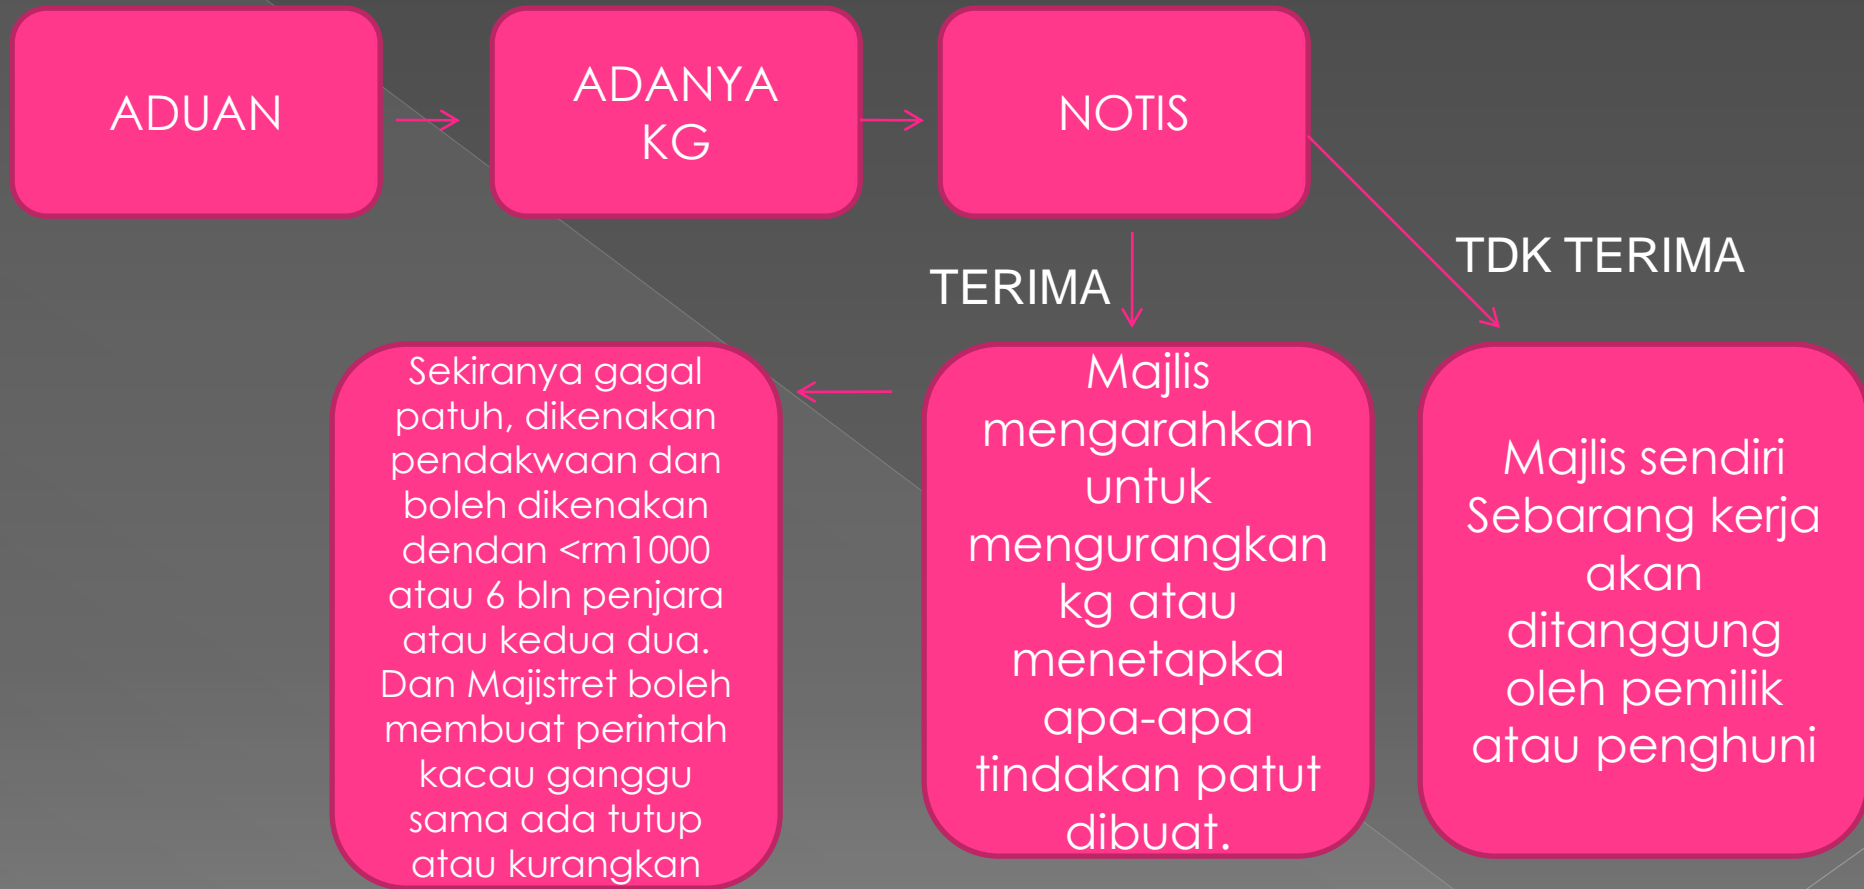 ADUAN
ADANYA
KG
NOTIS
TERIMA
TDK TERIMA
Sekiranya gagal
patuh, dikenakan
pendakwaan dan
boleh dikenakan
dendan <rm1000
atau 6 bln penjara
atau kedua dua.
Dan Majistret boleh
membuat perintah
kacau ganggu
sama ada tutup
atau kurangkan
Majlis
mengarahkan
untuk
mengurangkan
kg atau
menetapka
apa-apa
tindakan patut
dibuat.
Majlis sendiri
Sebarang kerja
akan
ditanggung
oleh pemilik
atau penghuni